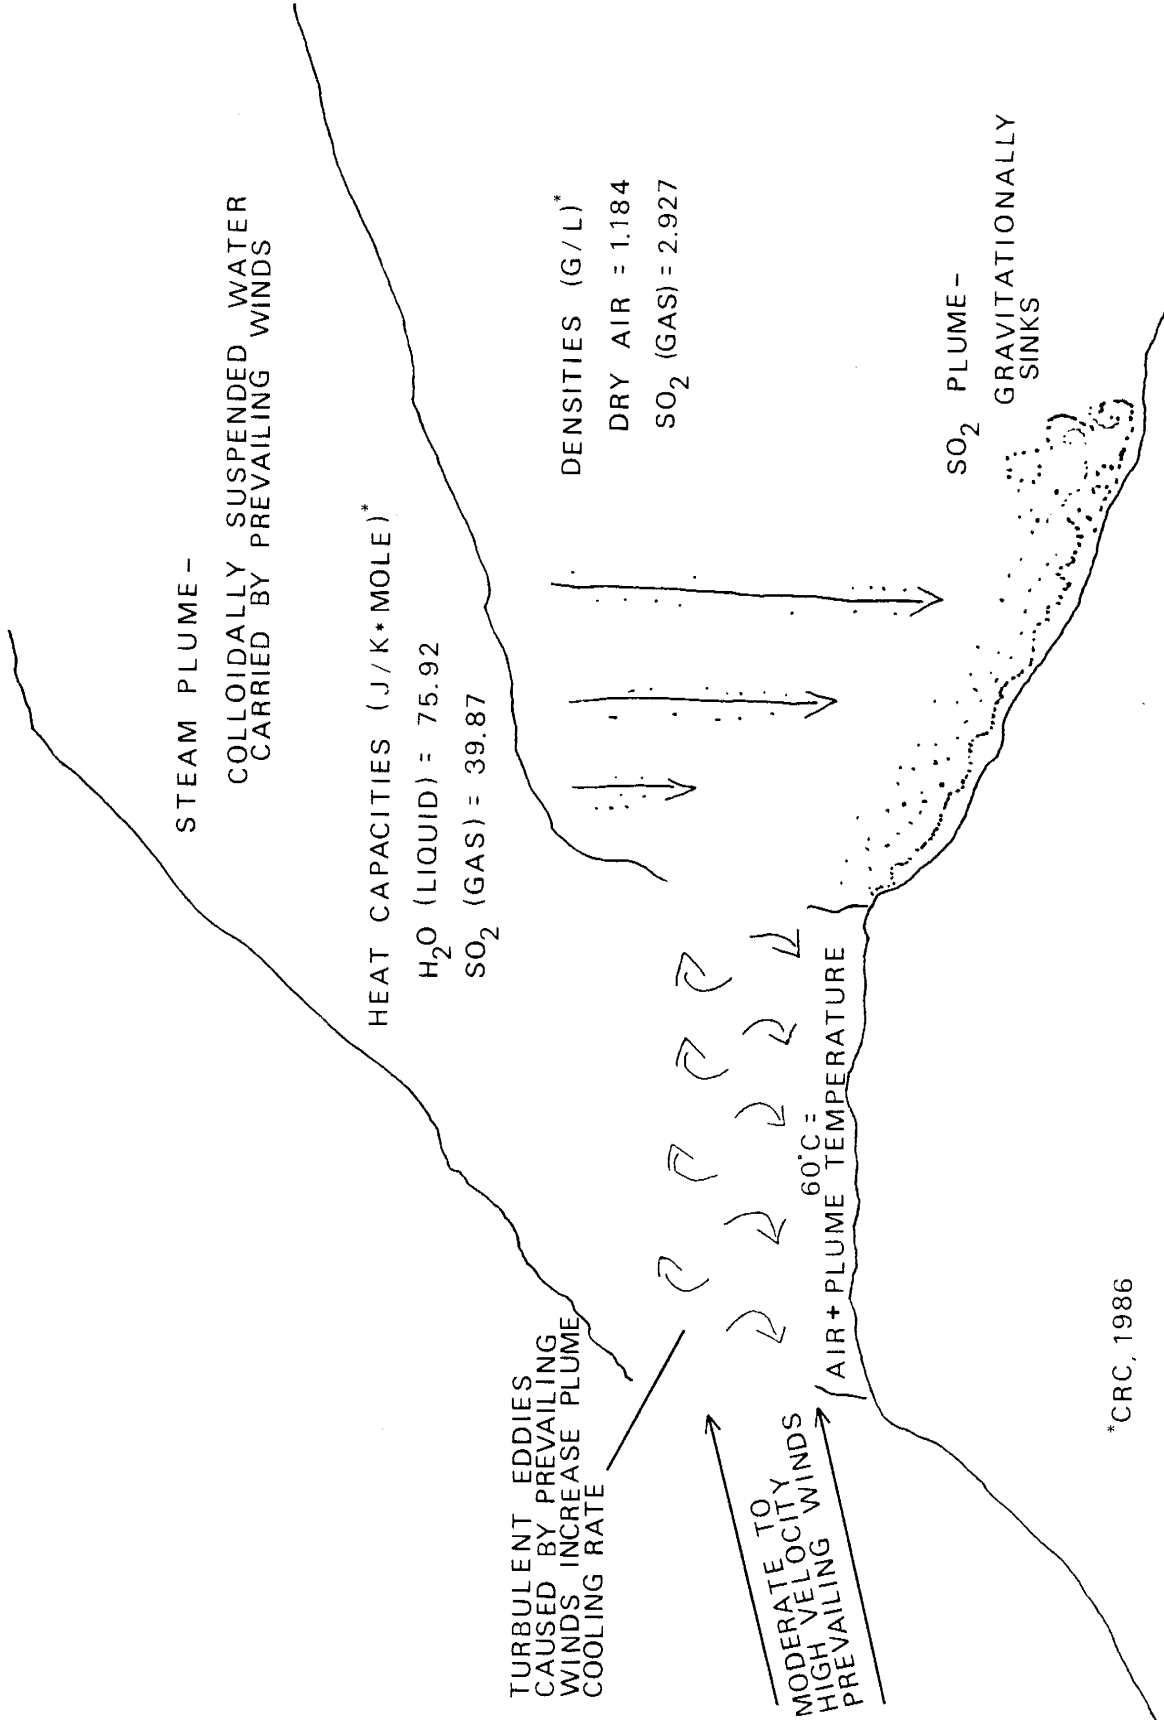 STEAM PLUME-
COLLOIDALLY SUSPENDED WATER
CARRIED BY PREVAILING WINDS
HEAT CAPACITIES (J/K*MOLE)*
H2O (LIQUID) = 75.92
SO2 (GAS) = 39.87
TURBULENT EDDIES
CAUSED BY PREVAILING
WINDS INCREASE PLUME
COOLING RATE
DENSITIES (G/L)*
DRY AIR = 1.184
SO2 (GAS) = 2.927
MODERATE TO
HIGH VELOCITY
PREVAILING WINDS
60°C =
AIR + PLUME TEMPERATURE
SO2 PLUME-
GRAVITATIONALLY
SINKS
*CRC, 1986